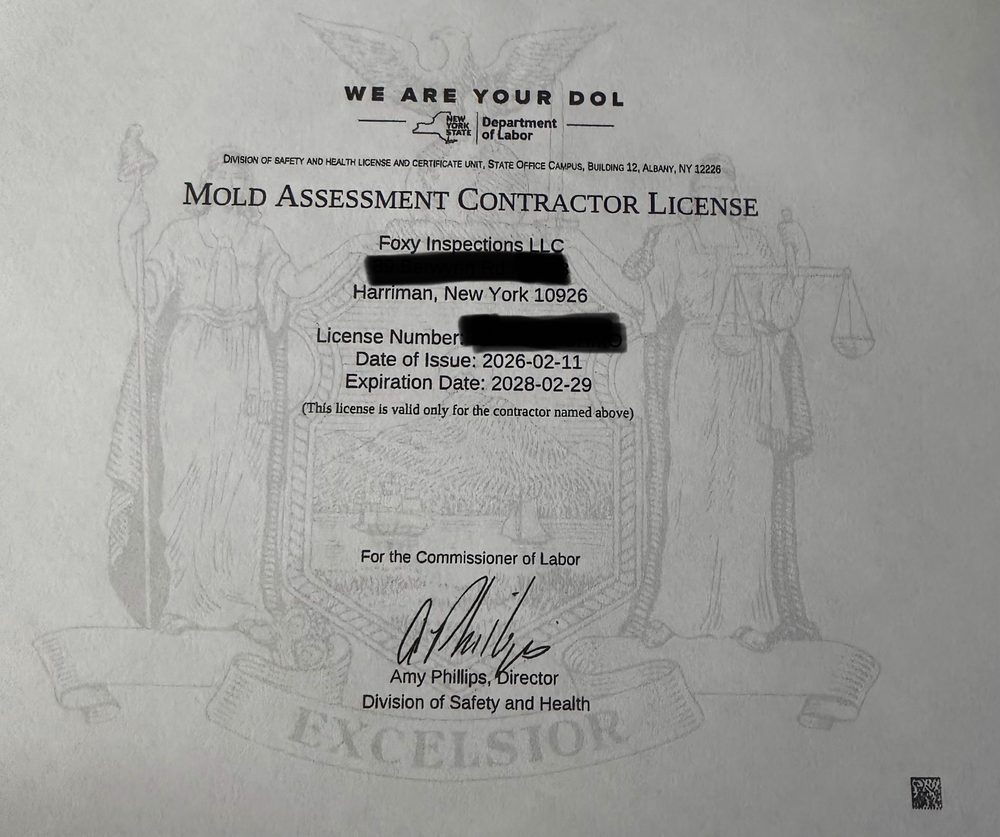 WE ARE YOUR DOL
NEW YORK STATE
Department of Labor
DIVISION OF SAFETY AND HEALTH LICENSE AND CERTIFICATE UNIT, STATE OFFICE CAMPUS, BUILDING 12, ALBANY, NY 12226
MOLD ASSESSMENT CONTRACTOR LICENSE
Foxy Inspections LLC
Harriman, New York 10926
License Number:
Date of Issue: 2026-02-11
Expiration Date: 2028-02-29
(This license is valid only for the contractor named above)
For the Commissioner of Labor
A Phillips
Amy Phillips, Director
Division of Safety and Health
EXCELSIOR